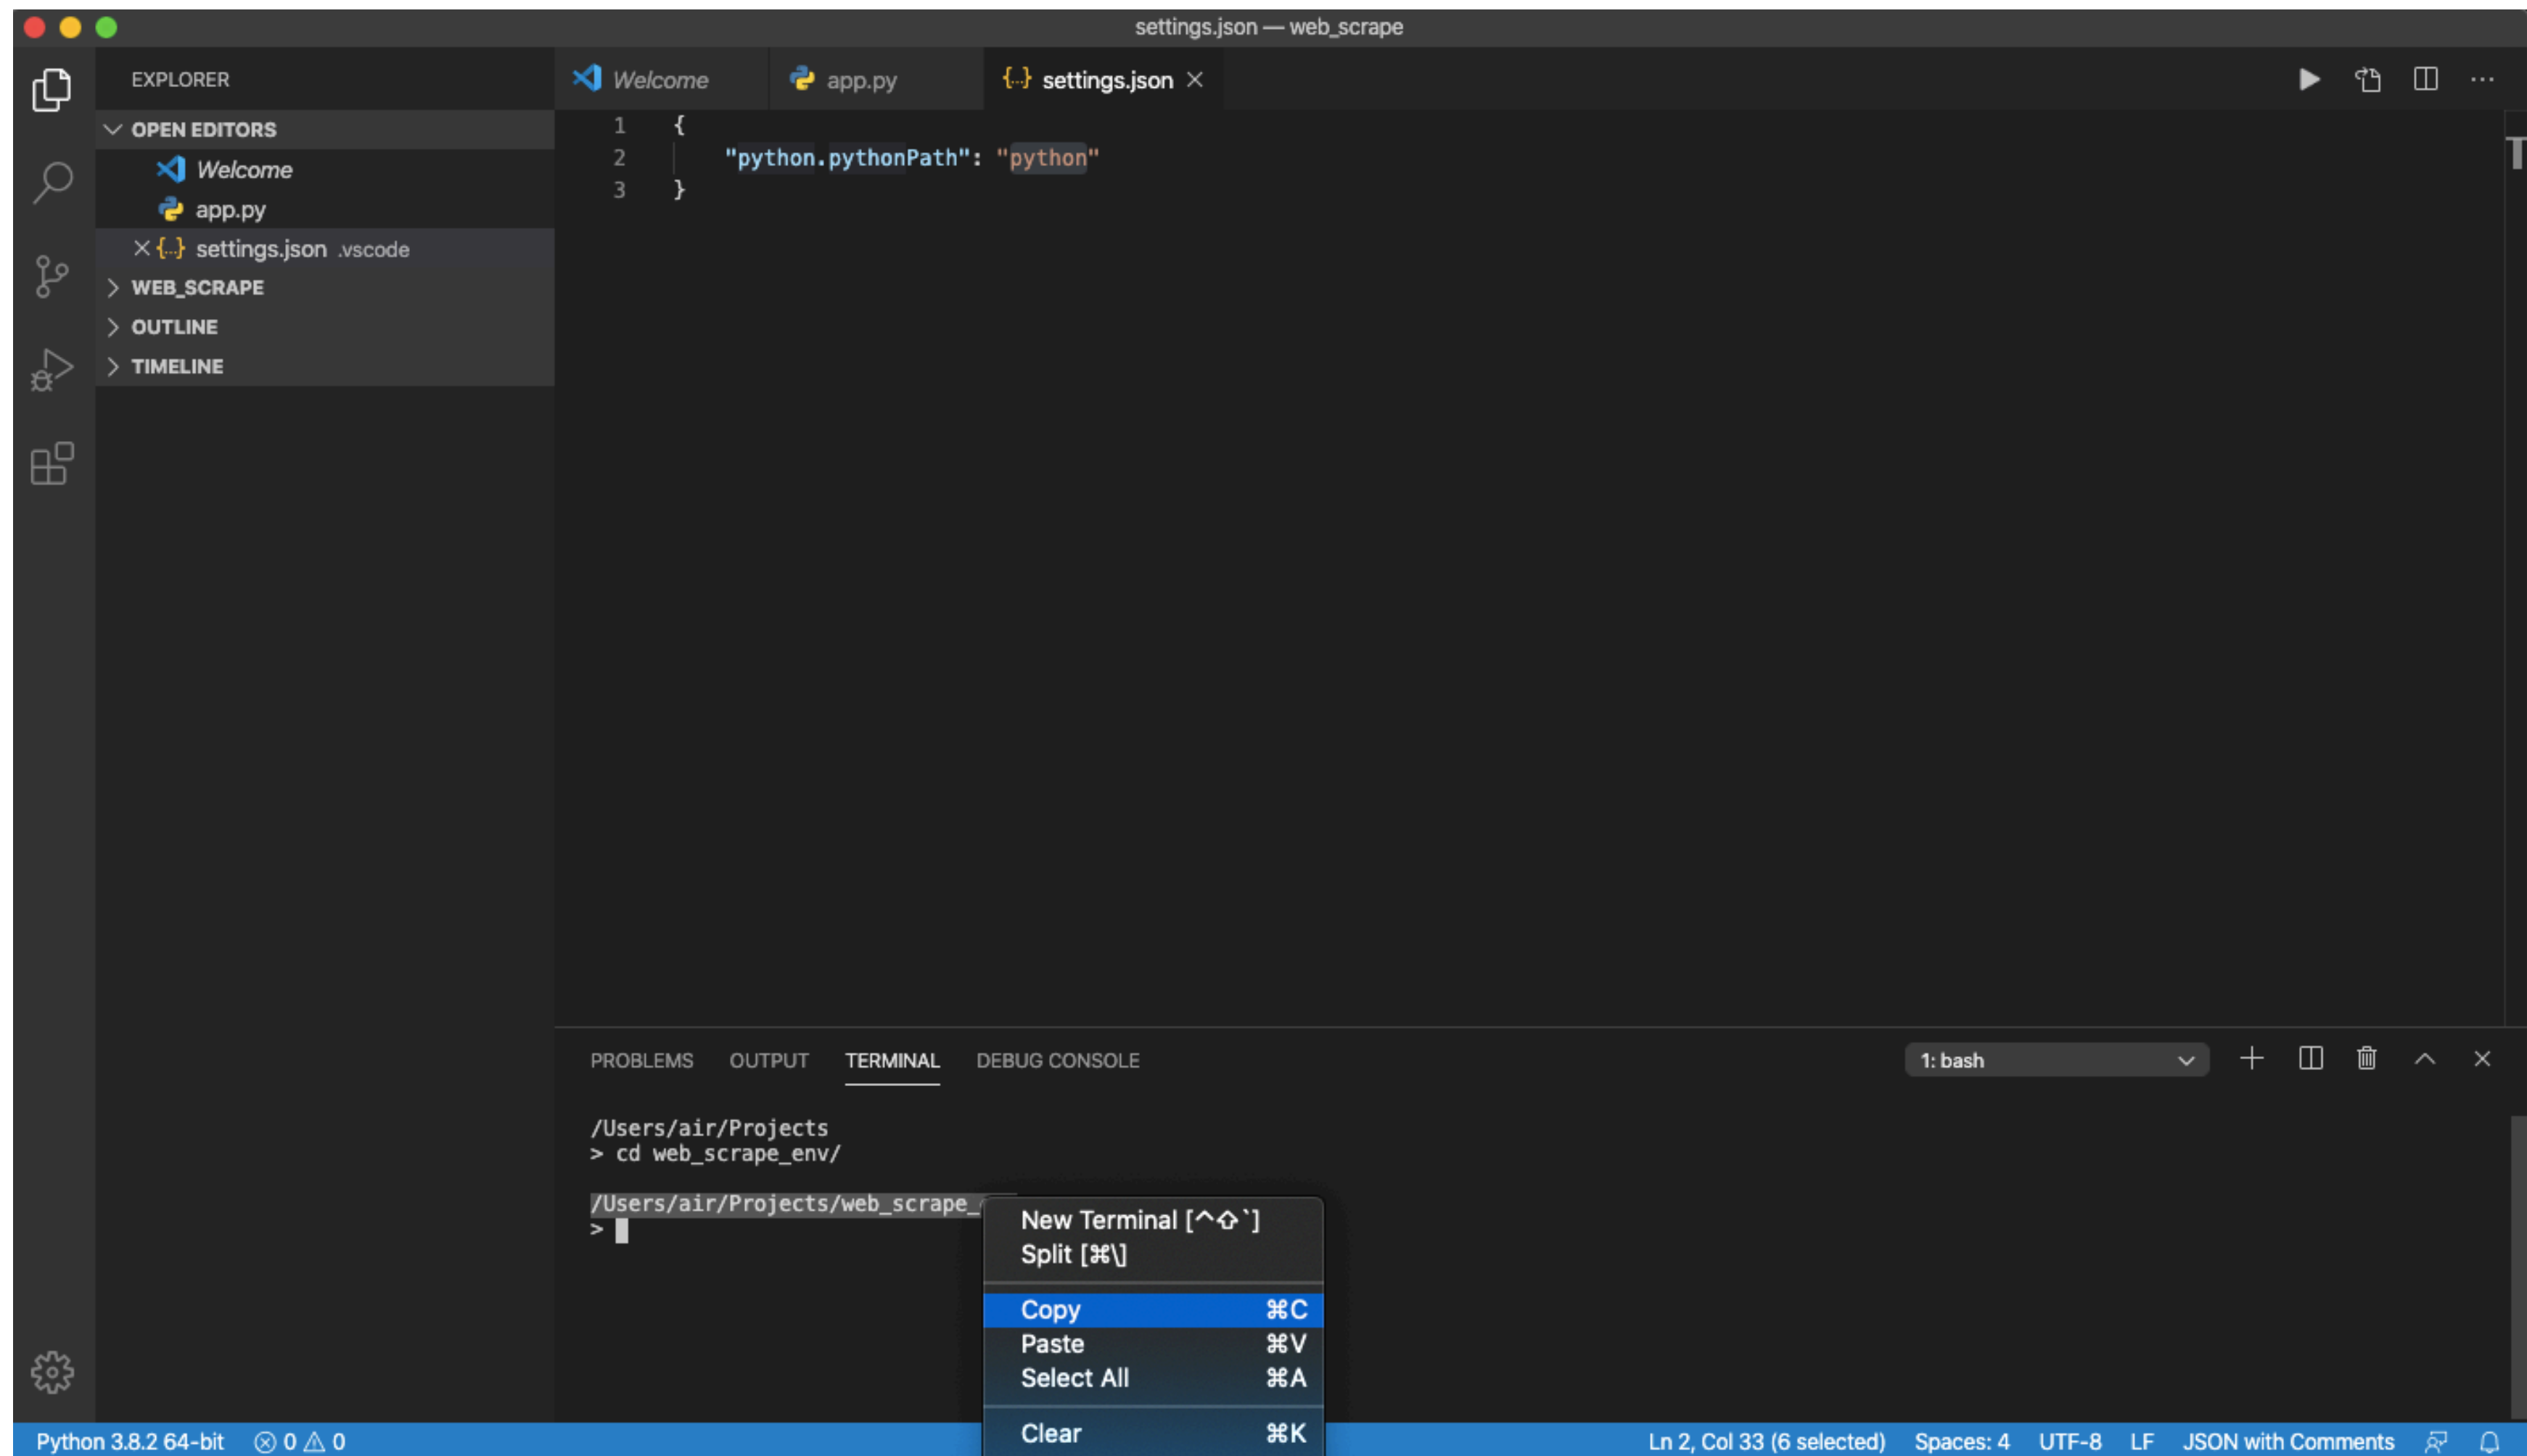 settings.json — web_scrape
EXPLORER
OPEN EDITORS
Welcome
app.py
settings.json .vscode
WEB_SCRAPE
OUTLINE
TIMELINE
Welcome
app.py
{..} settings.json
1 {
2 "python.pythonPath": "python"
3 }
PROBLEMS OUTPUT TERMINAL DEBUG CONSOLE
1: bash
/Users/air/Projects
> cd web_scrape_env/
/Users/air/Projects/web_scrape_
>
New Terminal [^⇧`]
Split [⌘\]
Copy ⌘C
Paste ⌘V
Select All ⌘A
Clear ⌘K
Python 3.8.2 64-bit 0 0
Ln 2, Col 33 (6 selected) Spaces: 4 UTF-8 LF JSON with Comments